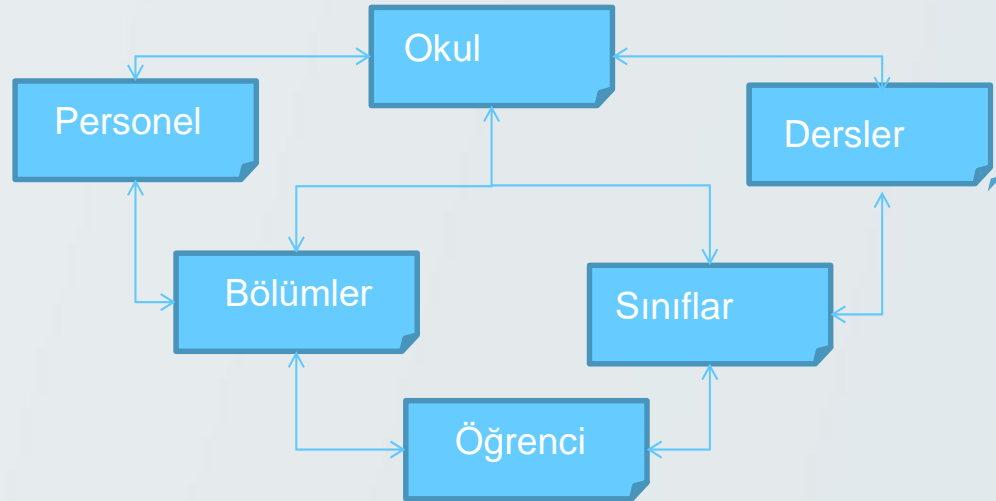 Okul
Personel
Dersler
Bölümler
Sınıflar
Öğrenci